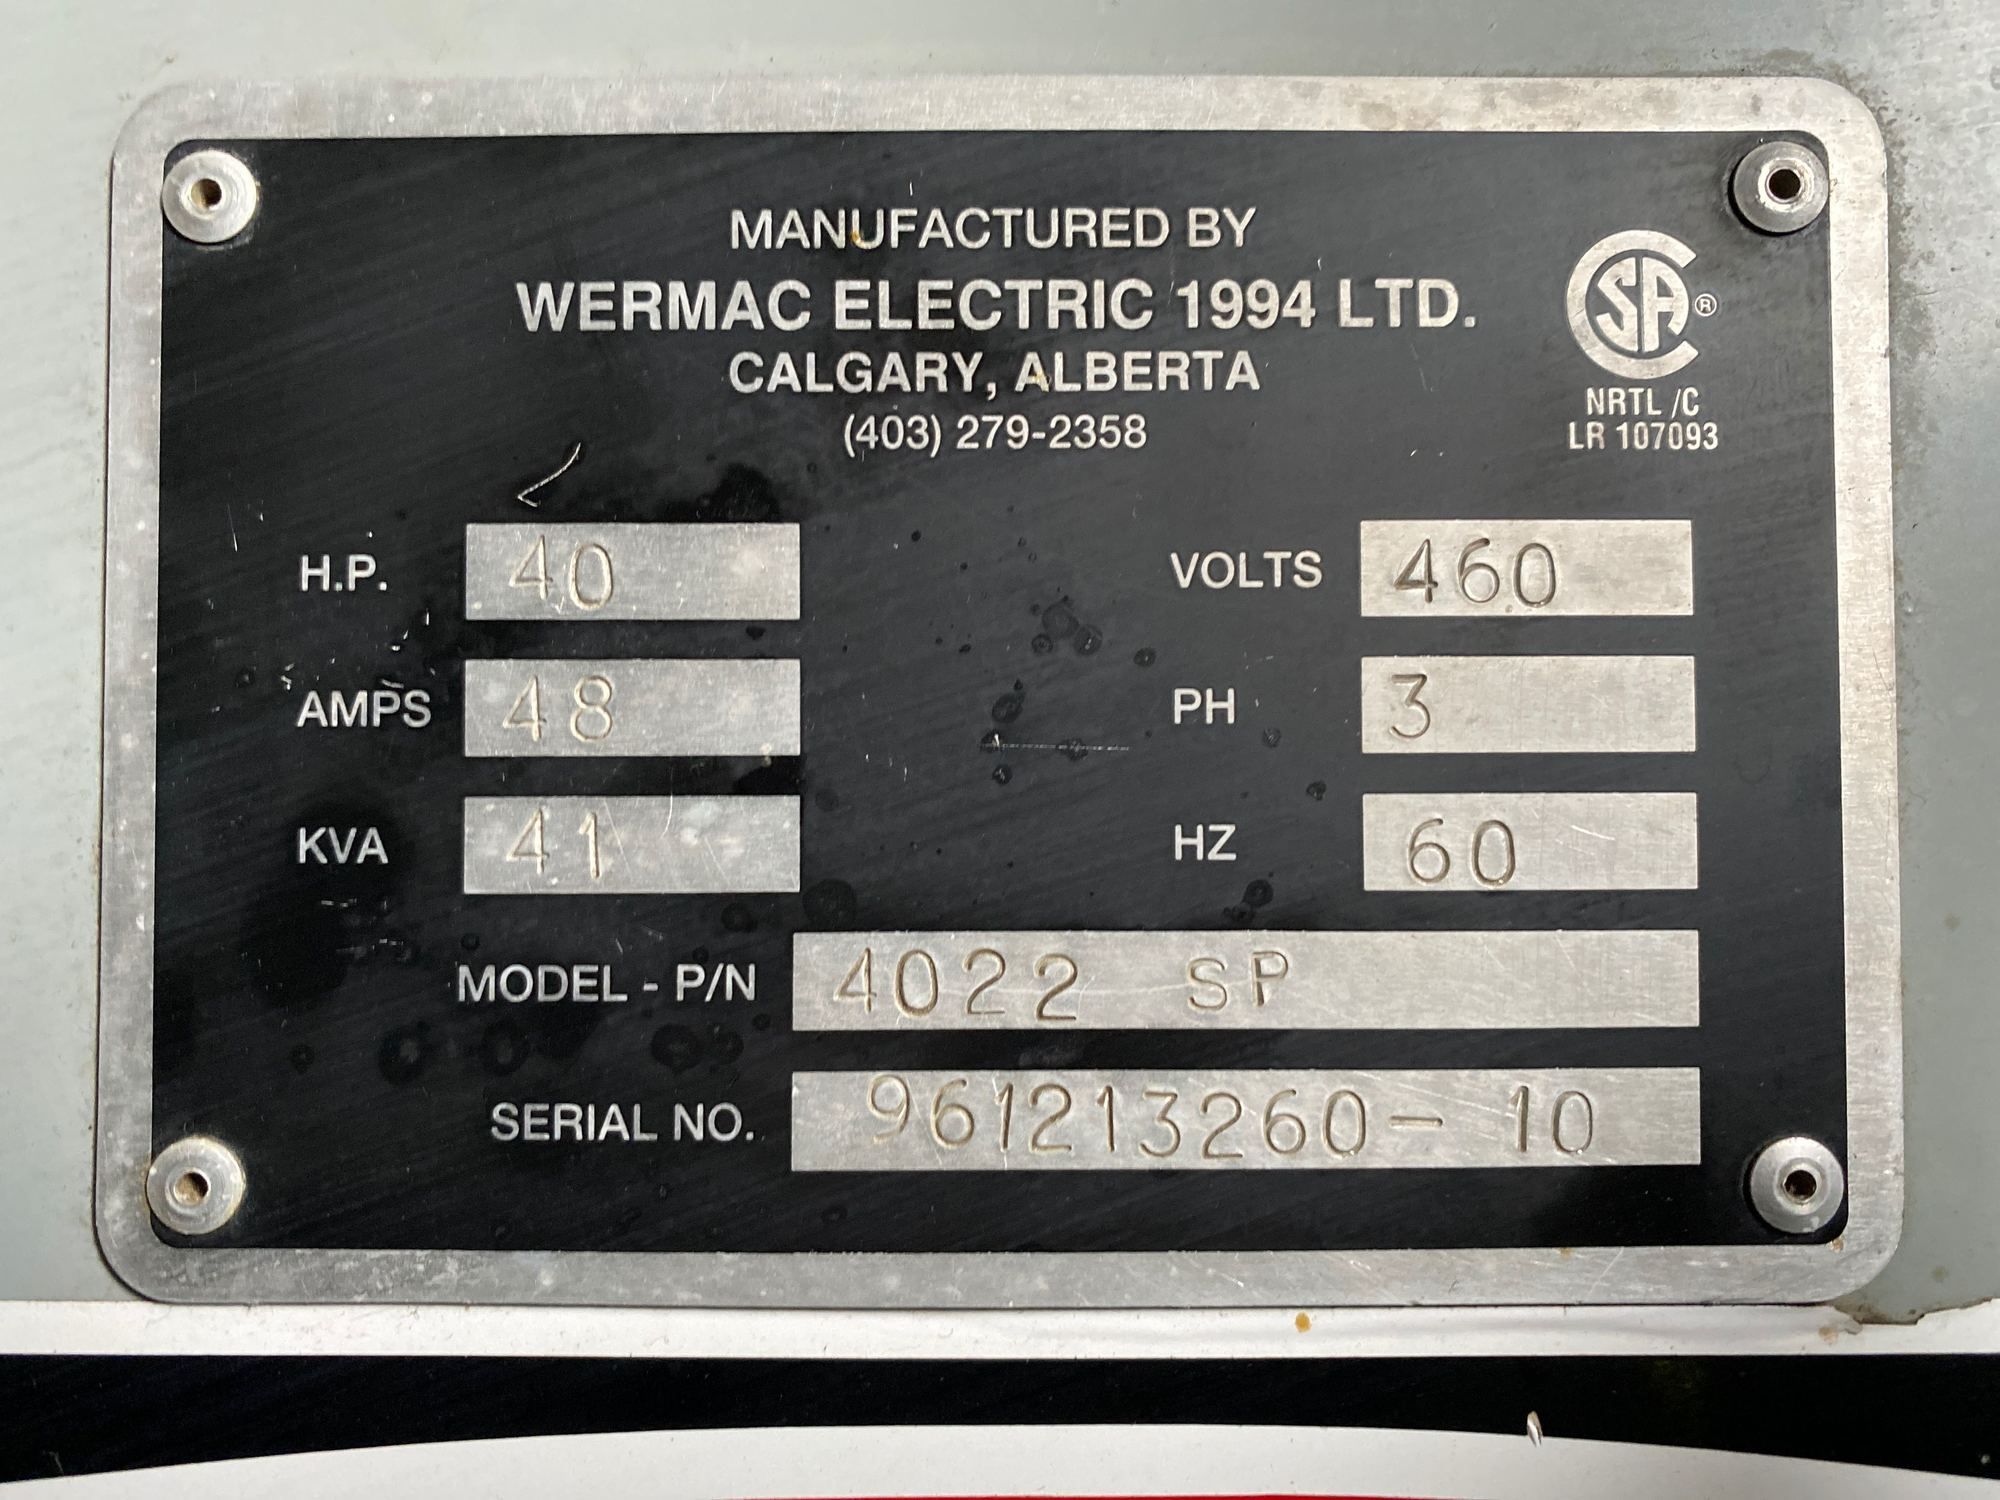 MANUFACTURED BY
WERMAC ELECTRIC 1994 LTD.
CALGARY, ALBERTA
(403) 279-2358
CSA®
NRTL /C
LR 107093
H.P. 40
VOLTS 460
AMPS 48
PH 3
KVA 41
HZ 60
MODEL - P/N 4022 SP
SERIAL NO. 961213260-10